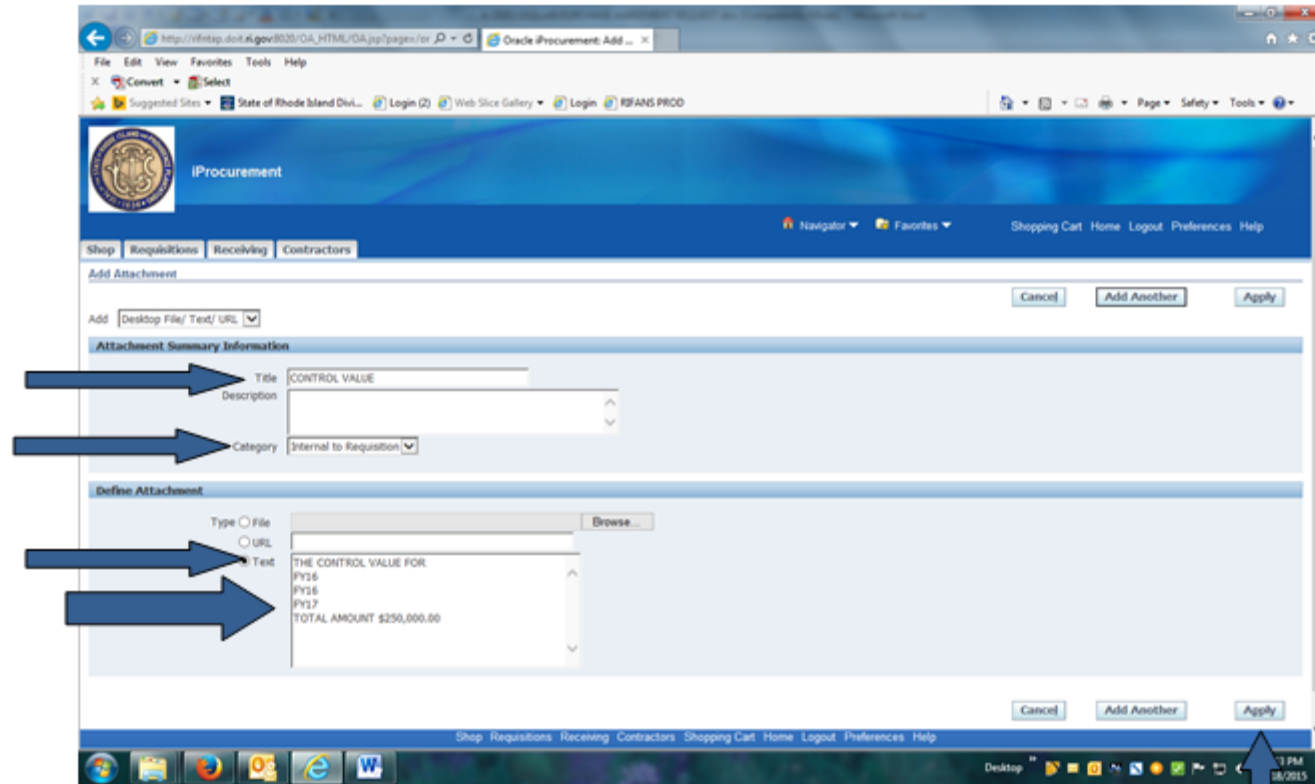 Oracle iProcurement: Add ...
File Edit View Favorites Tools Help
X Convert Select
Suggested Sites State of Rhode Island Divi... Login (2) Web Slice Gallery Login RIFANS PROD Page Safety Tools
iProcurement
Navigator Favorites Shopping Cart Home Logout Preferences Help
Shop Requisitions Receiving Contractors
Add Attachment
Cancel Add Another Apply
Add Desktop File/ Text/ URL
Attachment Summary Information
Title CONTROL VALUE
Description
Category Internal to Requisition
Define Attachment
Type File Browse...
URL
Text THE CONTROL VALUE FOR
FY16
FY16
FY17
TOTAL AMOUNT $250,000.00
Cancel Add Another Apply
Shop Requisitions Receiving Contractors Shopping Cart Home Logout Preferences Help
Desktop